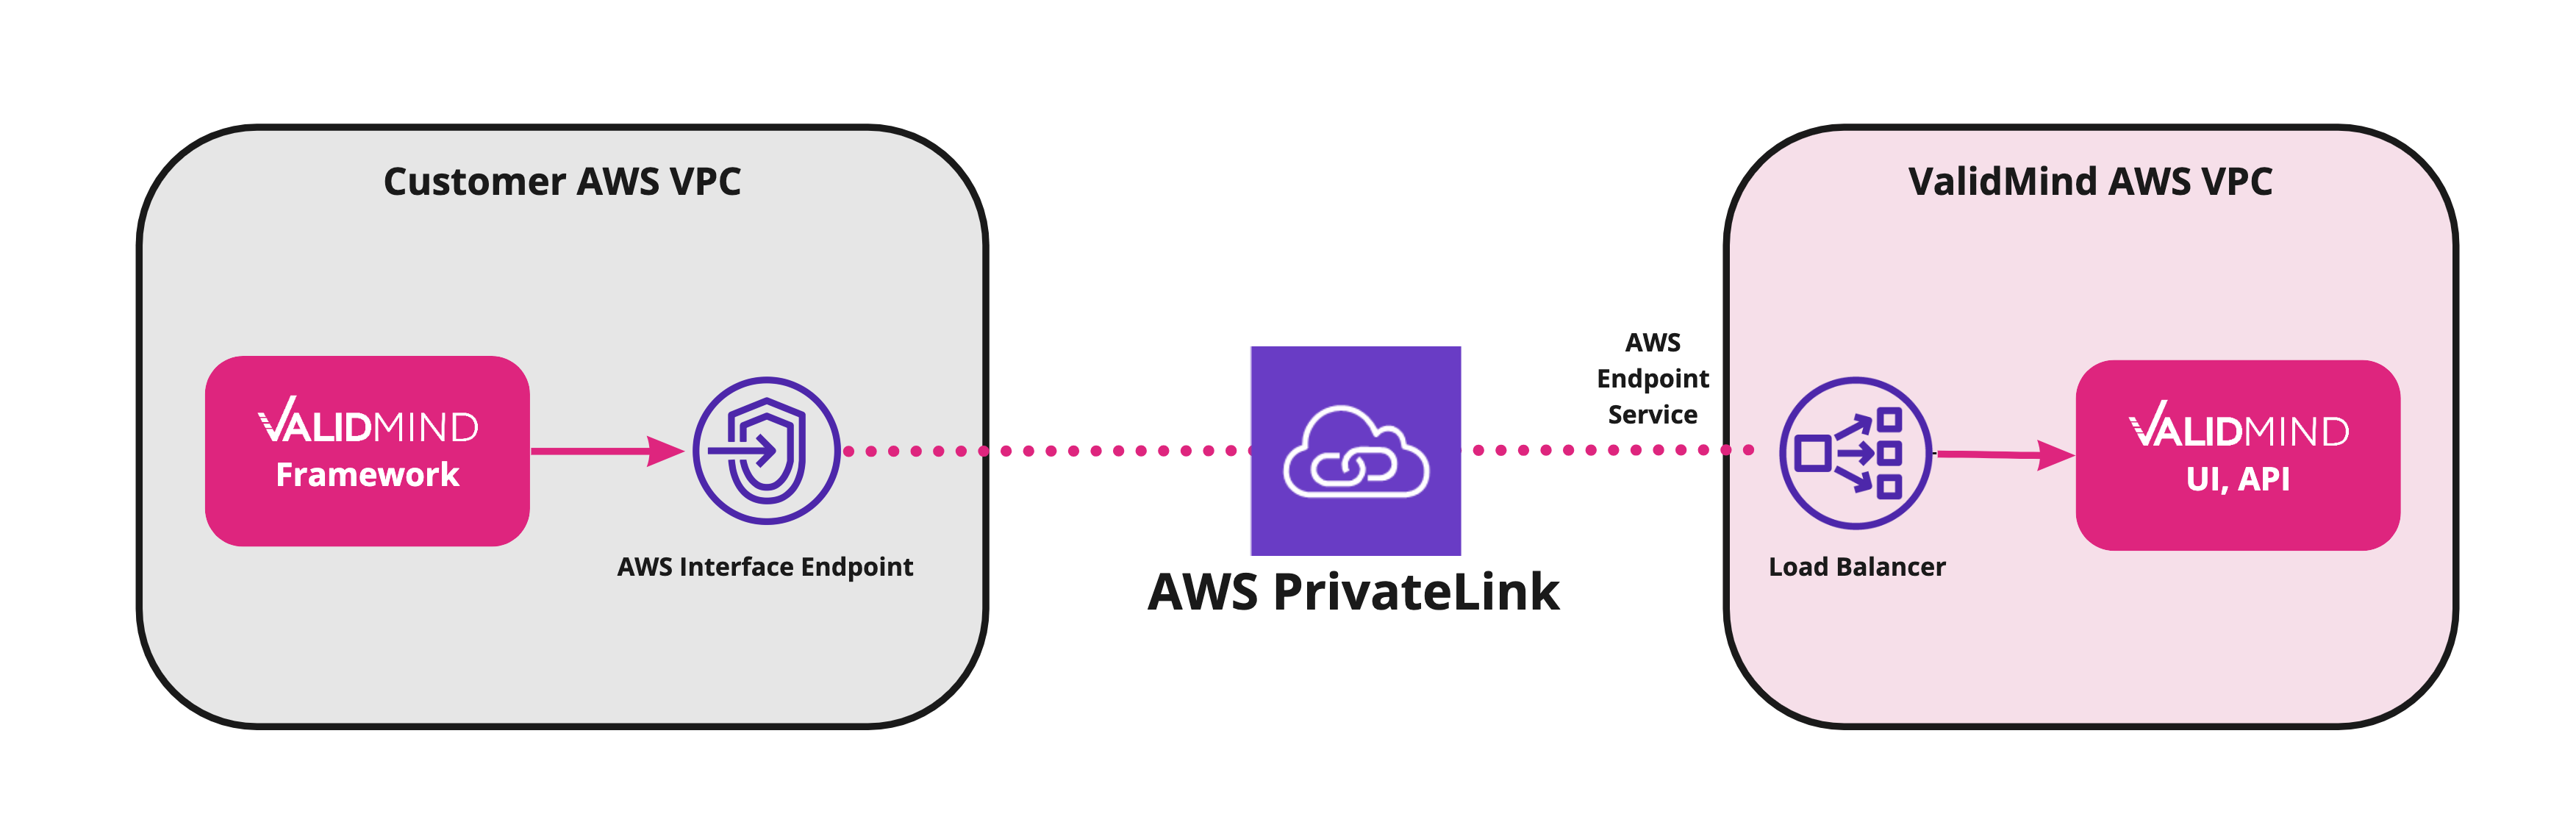 Customer AWS VPC
VALIDMIND
Framework
AWS Interface Endpoint
AWS PrivateLink
AWS
Endpoint
Service
ValidMind AWS VPC
Load Balancer
VALIDMIND
UI, API